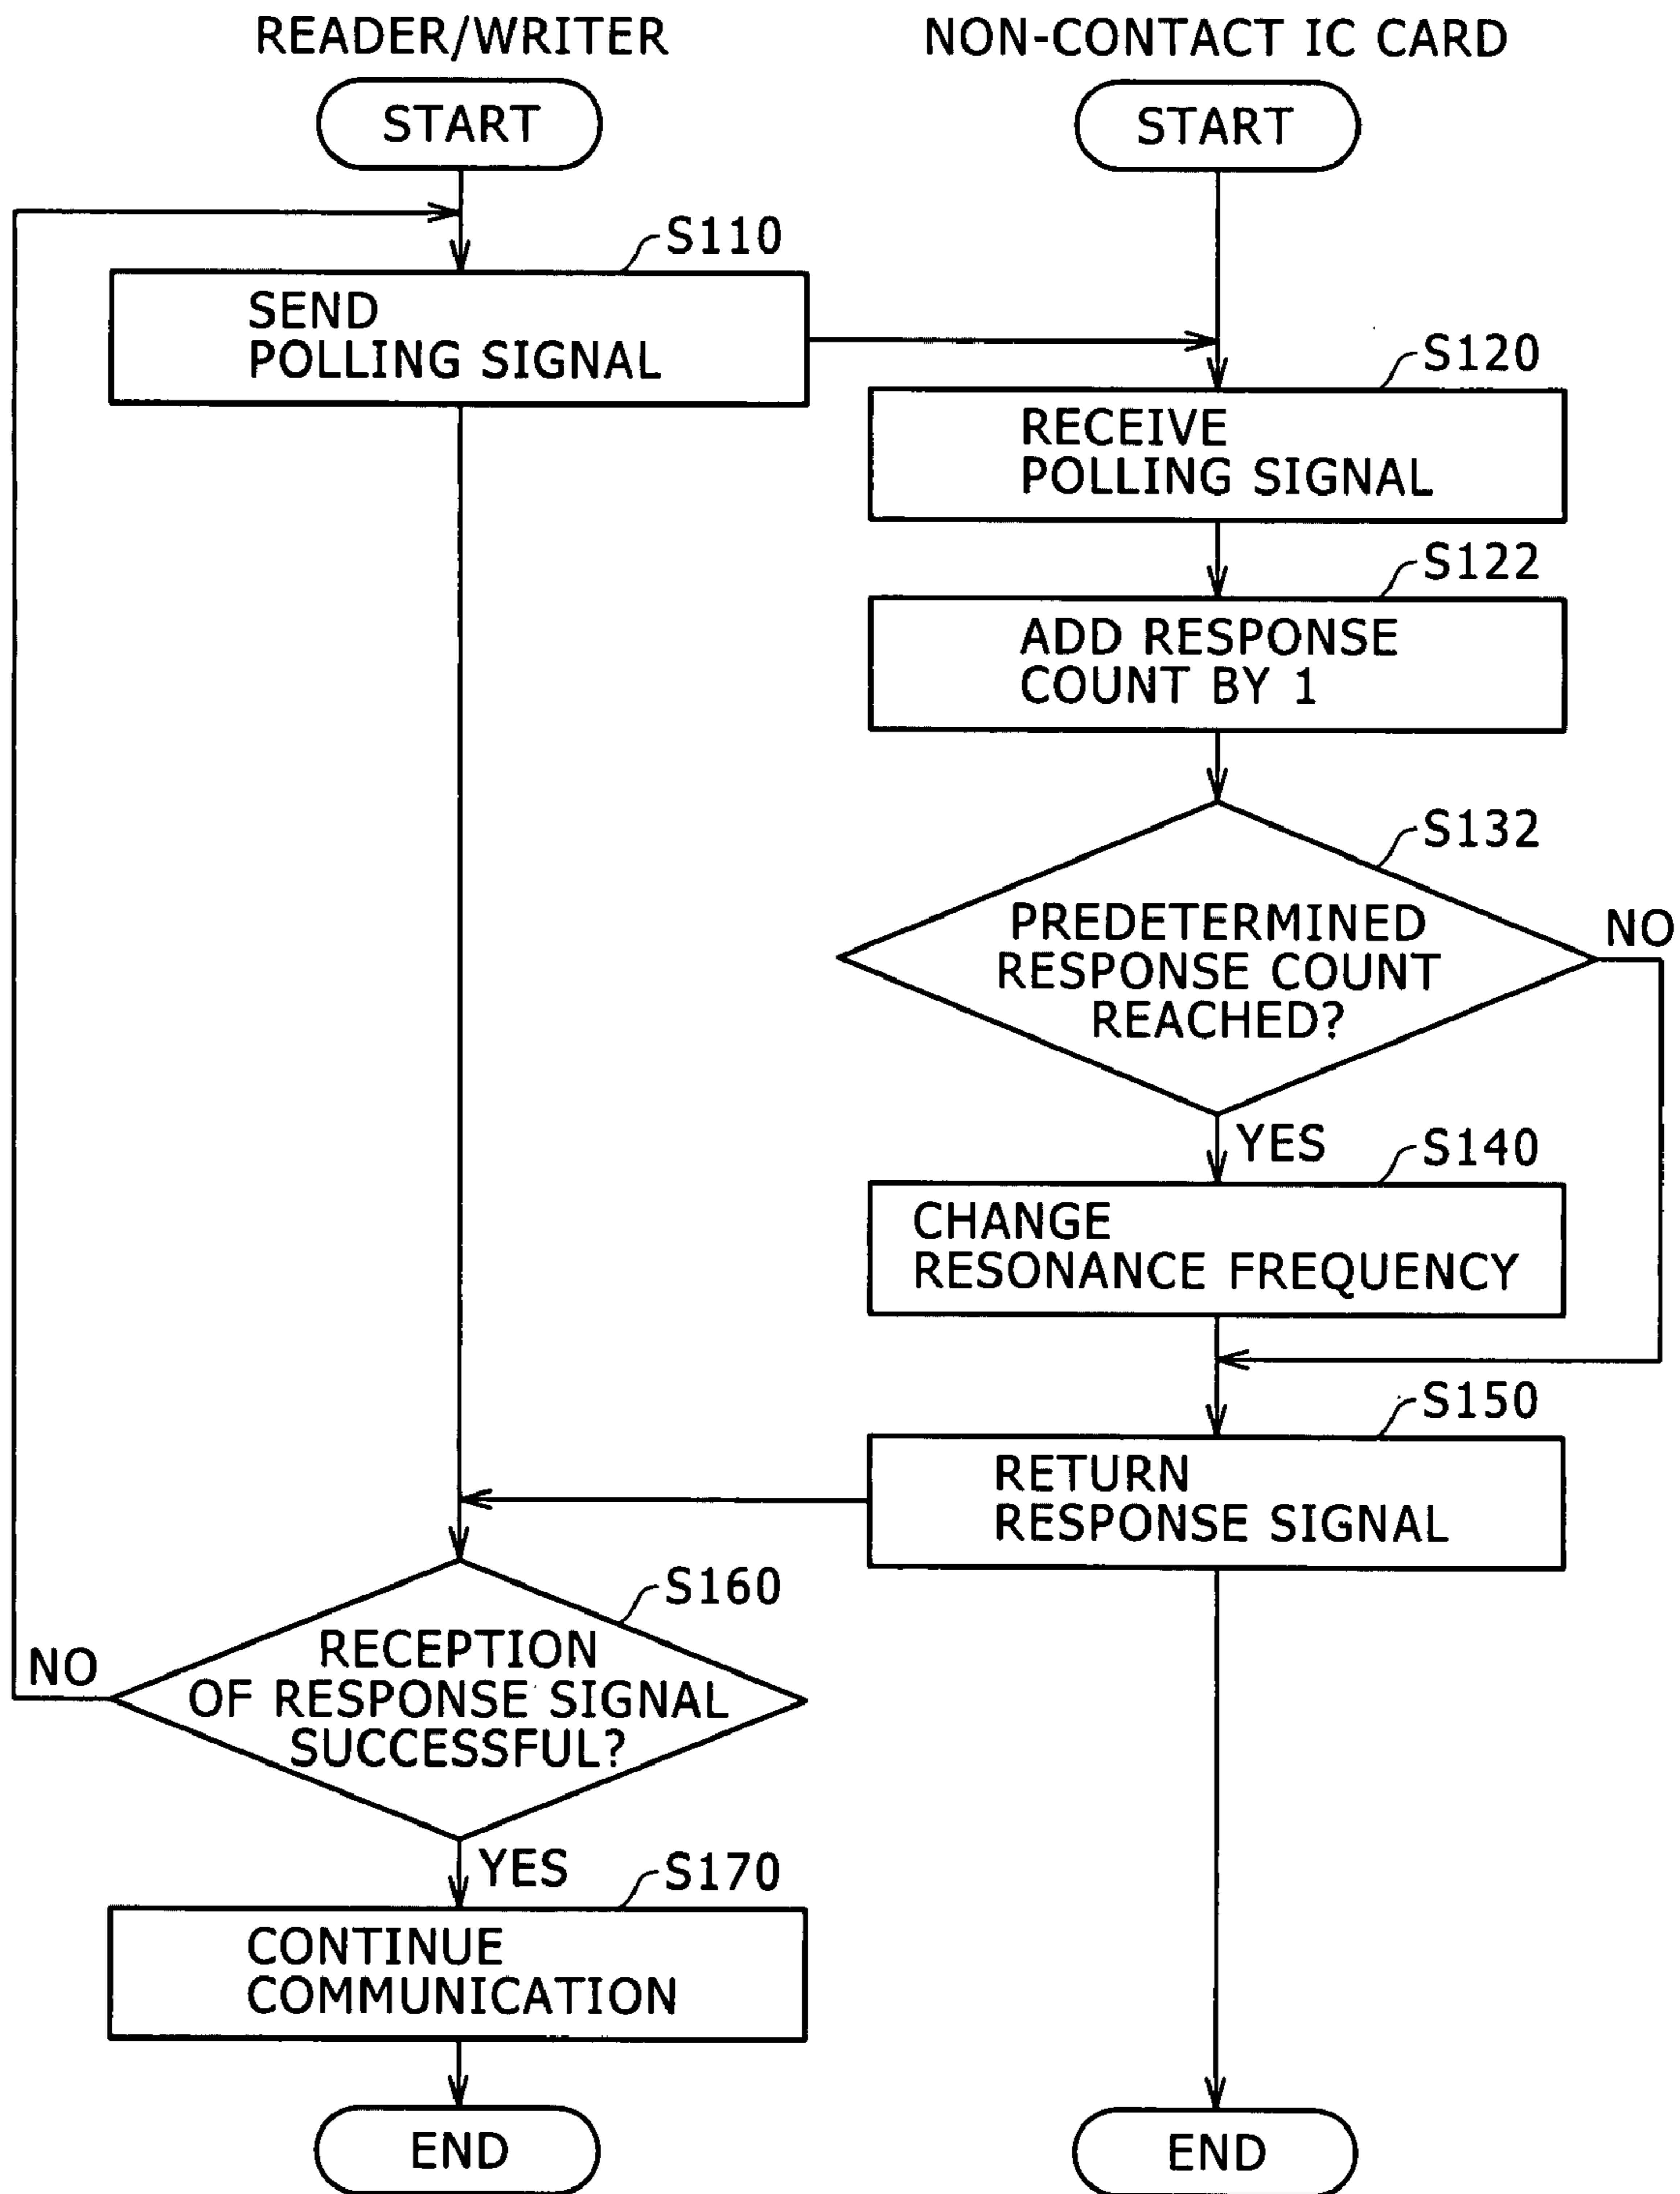 READER/WRITER
NON-CONTACT IC CARD
START
START
S110
SEND
POLLING SIGNAL
S120
RECEIVE
POLLING SIGNAL
S122
ADD RESPONSE
COUNT BY 1
S132
PREDETERMINED
RESPONSE COUNT
REACHED?
NO
YES
S140
CHANGE
RESONANCE FREQUENCY
S150
RETURN
RESPONSE SIGNAL
S160
RECEPTION
OF RESPONSE SIGNAL
SUCCESSFUL?
NO
YES
S170
CONTINUE
COMMUNICATION
END
END